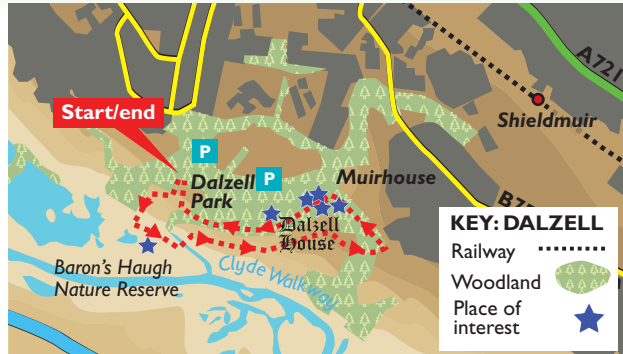 A721
Start/end
Shieldmuir
P
P
Dalzell
Park
Muirhouse
Dalzell
House
Baron's Haugh
Nature Reserve
Clyde Walkway
KEY: DALZELL
Railway
Woodland
Place of
interest